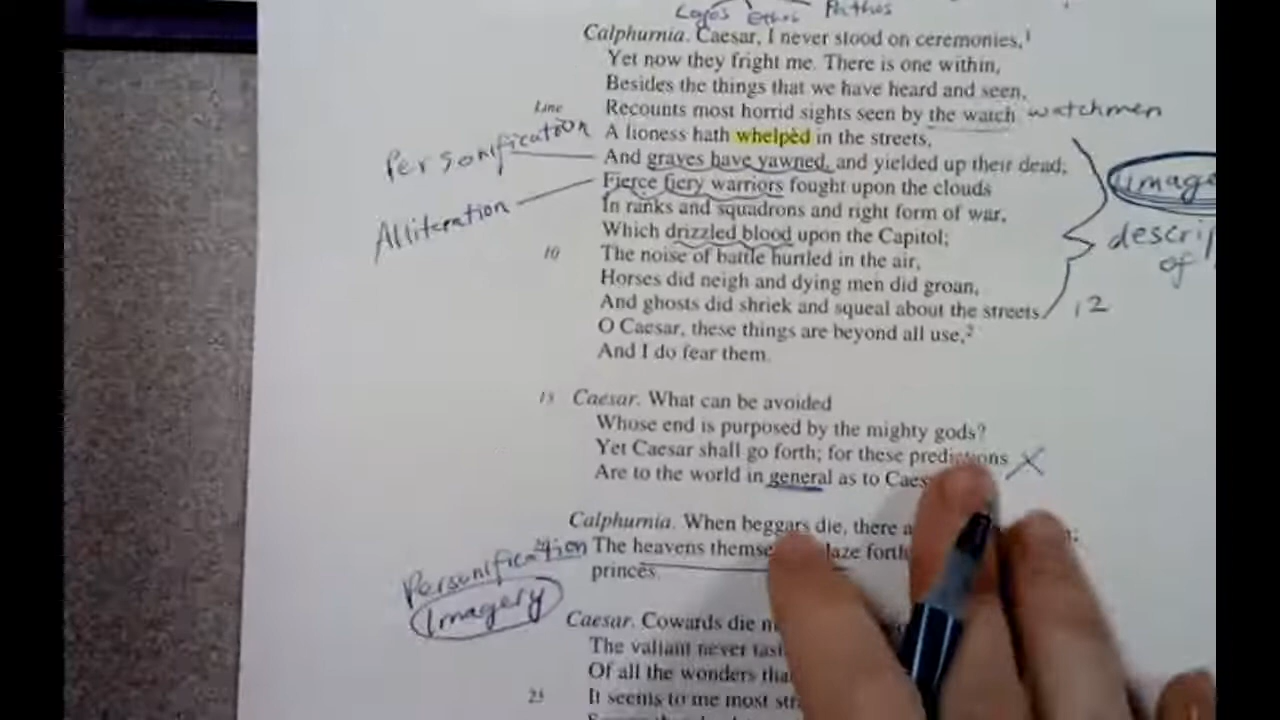 Logos Ethos Pathos
Calphurnia. Caesar, I never stood on ceremonies,¹
Yet now they fright me. There is one within,
Besides the things that we have heard and seen,
Line Recounts most horrid sights seen by the watch watchmen
Personification A lioness hath whelpèd in the streets,
And graves have yawned, and yielded up their dead;
Alliteration Fierce fiery warriors fought upon the clouds
In ranks and squadrons and right form of war,
Which drizzled blood upon the Capitol;
10 The noise of battle hurtled in the air,
Horses did neigh and dying men did groan,
And ghosts did shriek and squeal about the streets. 12
O Caesar, these things are beyond all use,²
And I do fear them.
of
15 Caesar. What can be avoided
Whose end is purposed by the mighty gods?
Yet Caesar shall go forth; for these predictions X
Are to the world in general as to
Calphurnia. When beggars die, there
Personification The heavens forth
princes.
Imagery
Caesar. Cowards die
The valiant never
Of all the wonders
25 It seems to me most